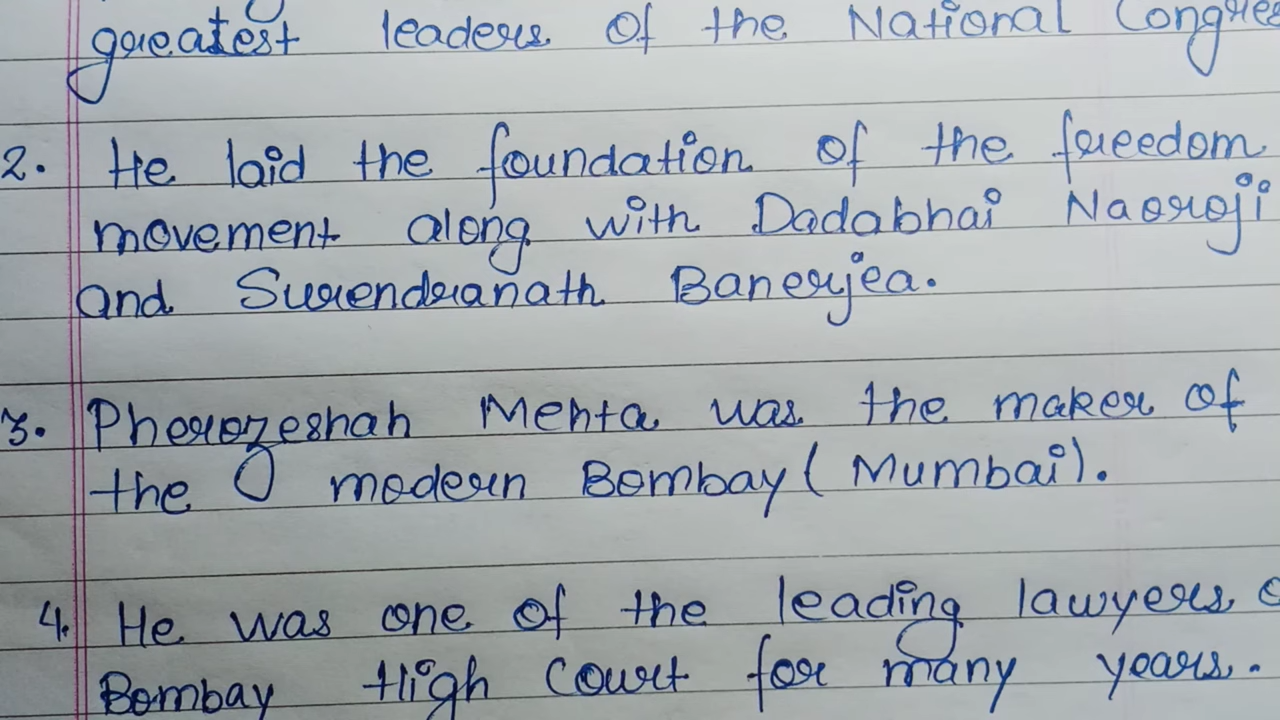 greatest leaders of the National Congres
2. He laid the foundation of the freedom
movement along with Dadabhai Naoroji
and Surendranath Banerjea.
3. Pherozeshah Mehta was the maker of
the modern Bombay (Mumbai).
4. He was one of the leading lawyers o
Bombay High Court for many years.